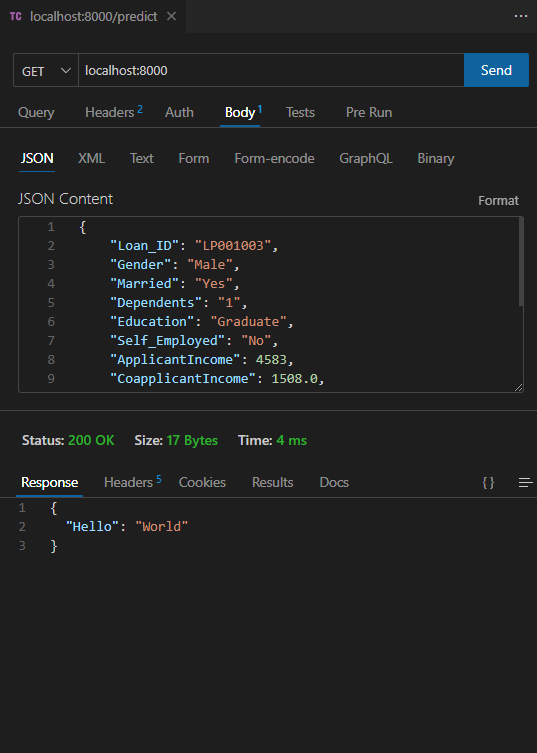 TC localhost:8000/predict ×
GET localhost:8000 Send
Query Headers 2 Auth Body 1 Tests Pre Run
JSON XML Text Form Form-encode GraphQL Binary
JSON Content Format
1 {
2 "Loan_ID": "LP001003",
3 "Gender": "Male",
4 "Married": "Yes",
5 "Dependents": "1",
6 "Education": "Graduate",
7 "Self_Employed": "No",
8 "ApplicantIncome": 4583,
9 "CoapplicantIncome": 1508.0,
Status: 200 OK Size: 17 Bytes Time: 4 ms
Response Headers 5 Cookies Results Docs { }
1 {
2 "Hello": "World"
3 }